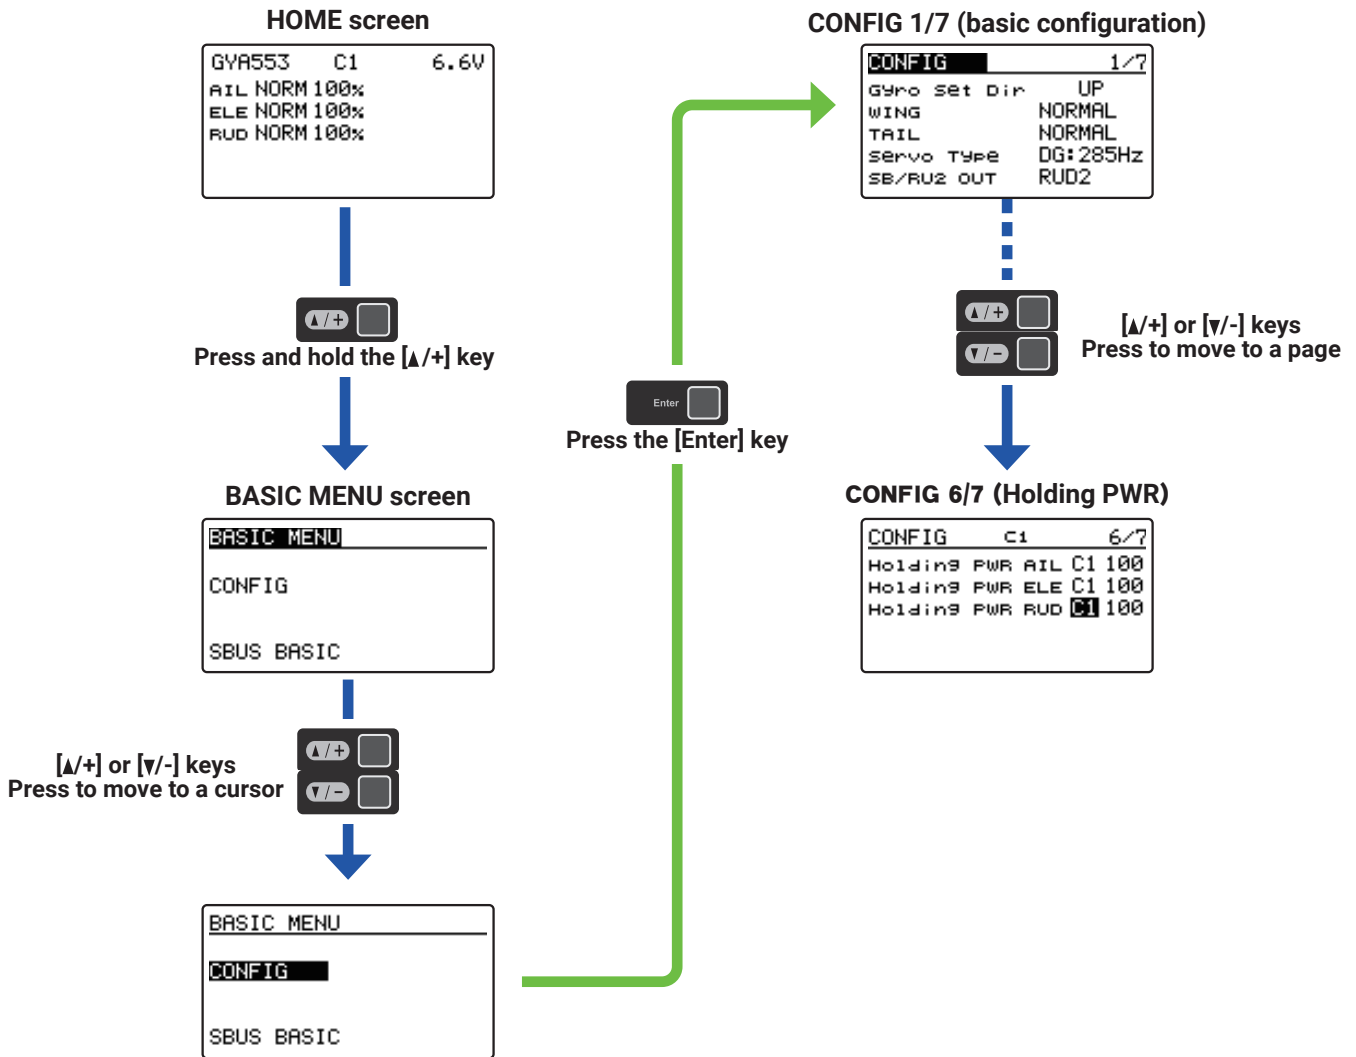 HOME screen
GYA553 C1 6.6V
AIL NORM 100%
ELE NORM 100%
RUD NORM 100%
▲/+
Press and hold the [▲/+] key
BASIC MENU screen
BASIC MENU
CONFIG
SBUS BASIC
[▲/+] or [▼/-] keys
Press to move to a cursor
▲/+
▼/−
BASIC MENU
CONFIG
SBUS BASIC
Enter
Press the [Enter] key
CONFIG 1/7 (basic configuration)
CONFIG 1/7
Gyro Set Dir UP
WING NORMAL
TAIL NORMAL
Servo Type DG:285Hz
SB/RU2 OUT RUD2
▲/+
▼/−
[▲/+] or [▼/-] keys
Press to move to a page
CONFIG 6/7 (Holding PWR)
CONFIG C1 6/7
Holding PWR AIL C1 100
Holding PWR ELE C1 100
Holding PWR RUD C1 100